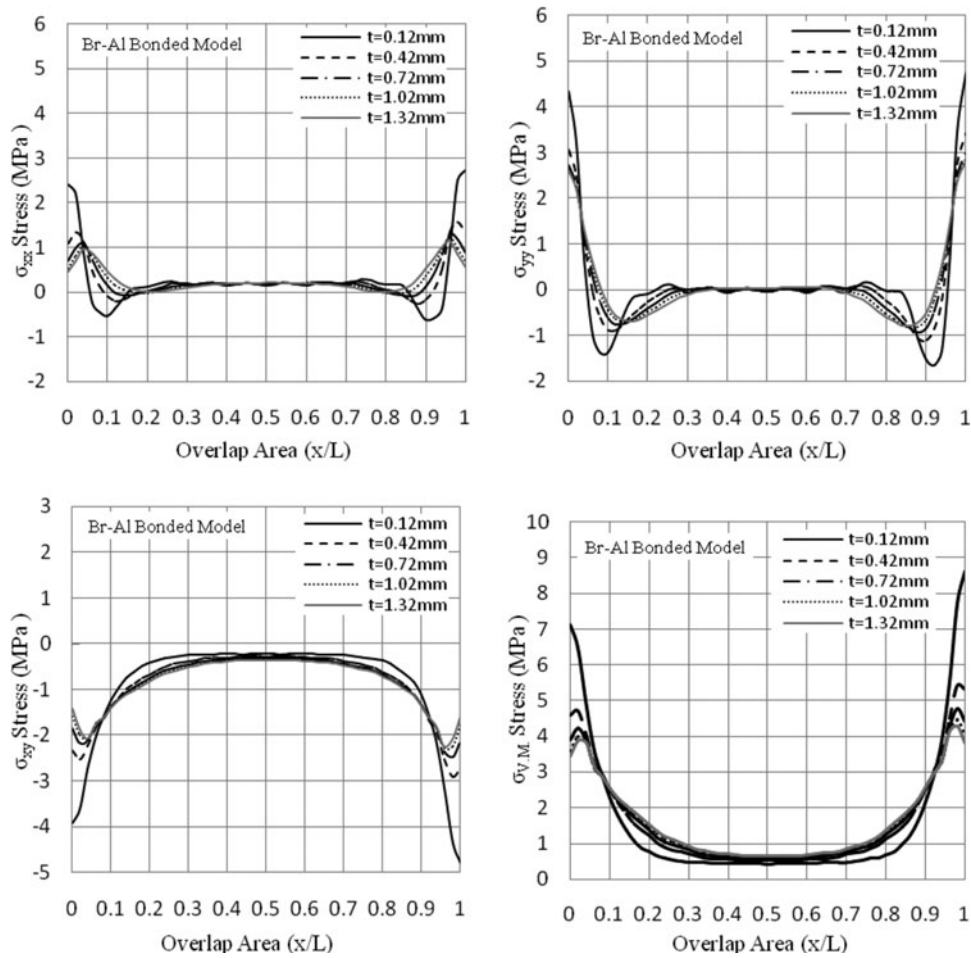 Br-Al Bonded Model
t=0.12mm
t=0.42mm
t=0.72mm
t=1.02mm
t=1.32mm
6
5
4
3
2
1
0
-1
-2
σxx Stress (MPa)
0 0.1 0.2 0.3 0.4 0.5 0.6 0.7 0.8 0.9 1
Overlap Area (x/L)
Br-Al Bonded Model
t=0.12mm
t=0.42mm
t=0.72mm
t=1.02mm
t=1.32mm
6
5
4
3
2
1
0
-1
-2
σyy Stress (MPa )
0 0.1 0.2 0.3 0.4 0.5 0.6 0.7 0.8 0.9 1
Overlap Area (x/L)
Br-Al Bonded Model
t=0.12mm
t=0.42mm
t=0.72mm
t=1.02mm
t=1.32mm
3
2
1
0
-1
-2
-3
-4
-5
σxy Stress (MPa)
0 0.1 0.2 0.3 0.4 0.5 0.6 0.7 0.8 0.9 1
Overlap Area (x/L)
Br-Al Bonded Model
t=0.12mm
t=0.42mm
t=0.72mm
t=1.02mm
t=1.32mm
10
9
8
7
6
5
4
3
2
1
0
σV.M. Stress (MPa)
0 0.1 0.2 0.3 0.4 0.5 0.6 0.7 0.8 0.9 1
Overlap Area (x/L)